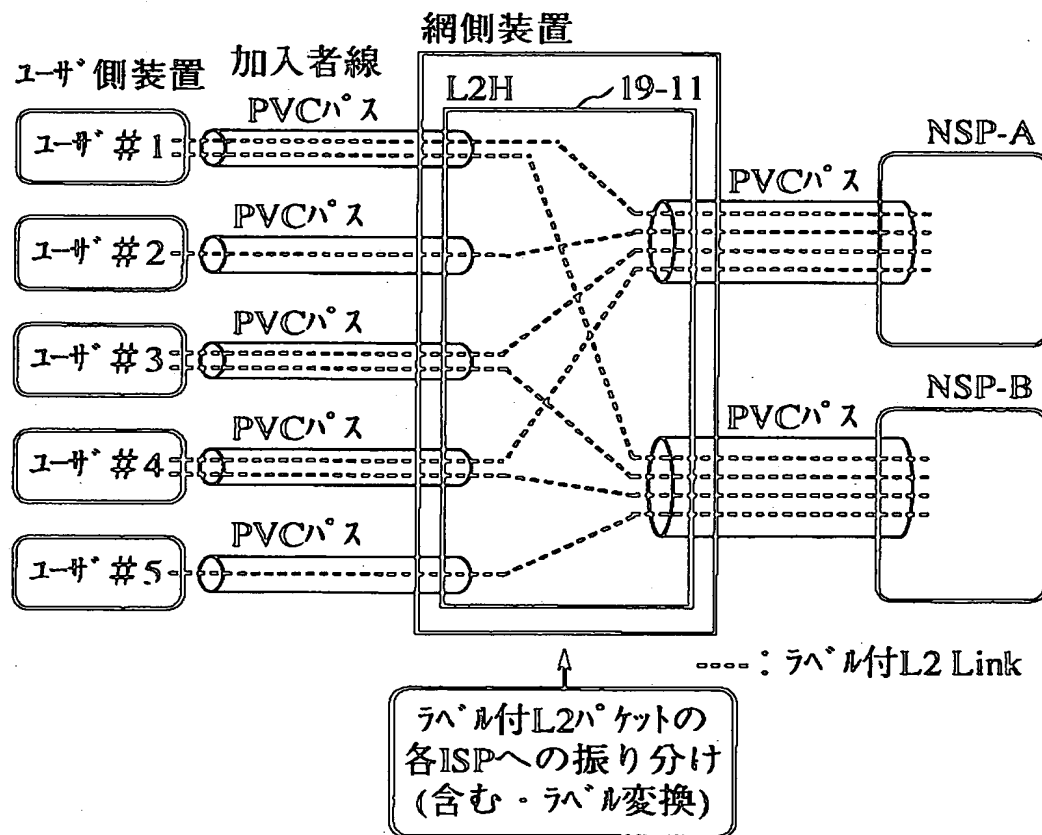 網側装置
ユーザ側装置
加入者線
L2H
19-11
PVCパス
ユーザ #1
NSP-A
PVCパス
PVCパス
ユーザ #2
PVCパス
ユーザ #3
NSP-B
PVCパス
PVCパス
ユーザ #4
PVCパス
ユーザ #5
: ラベル付L2 Link
ラベル付L2パケットの
各ISPへの振り分け
(含む・ラベル変換)